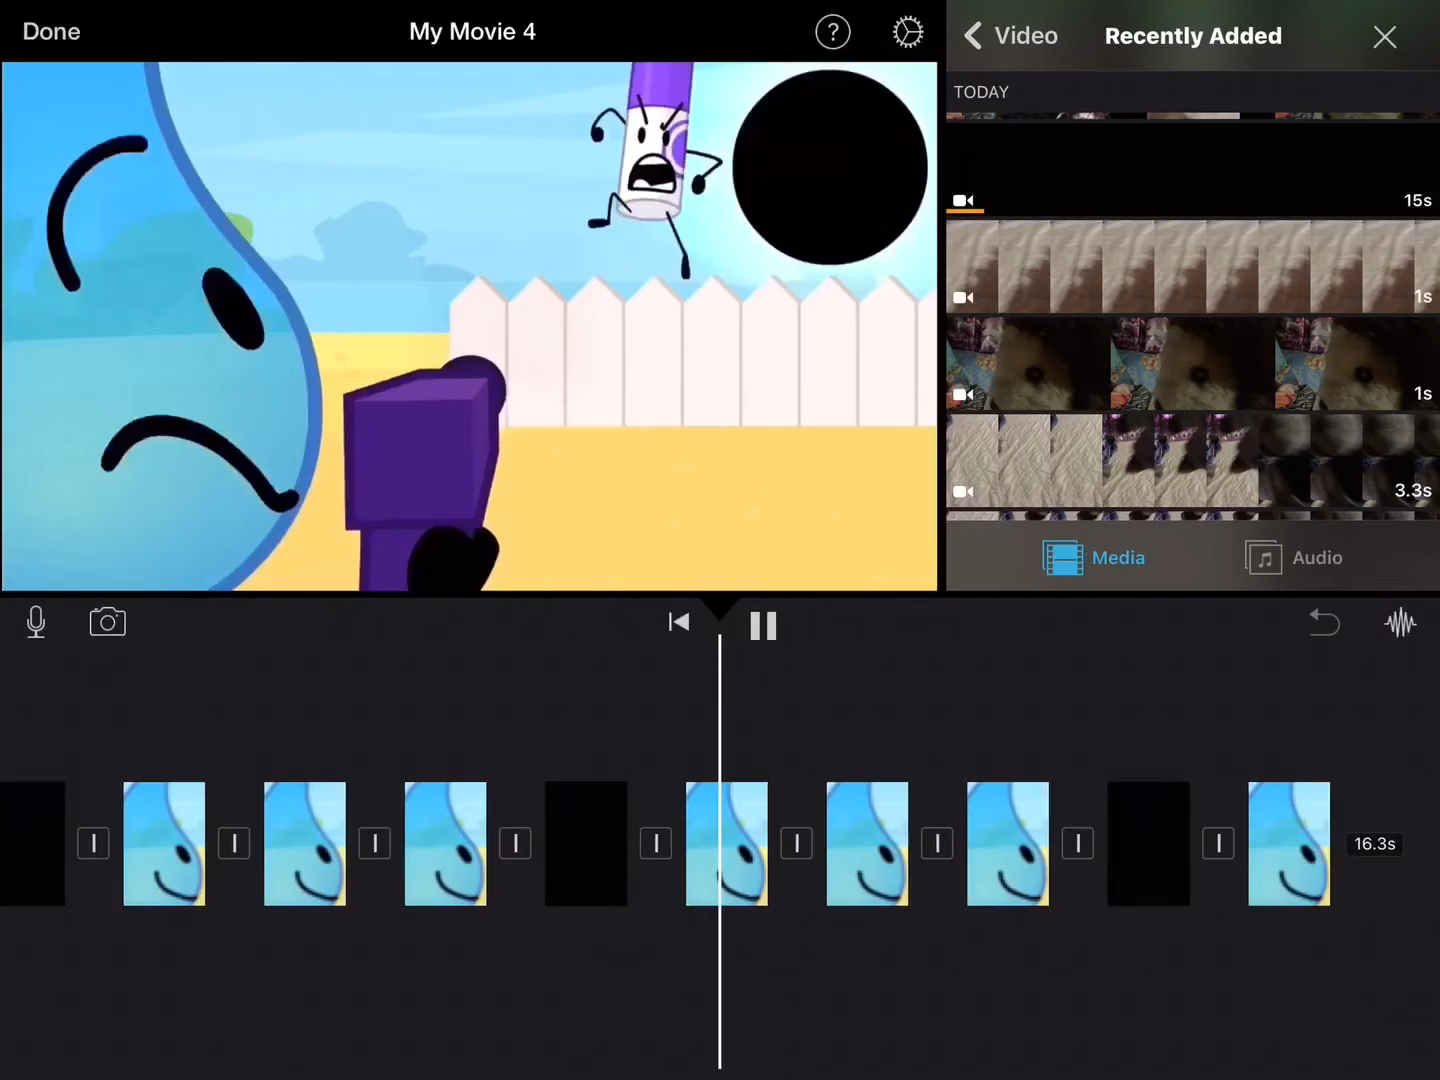 Done
My Movie 4
?
Video
Recently Added
TODAY
15s
1s
1s
3.3s
Media
Audio
16.3s